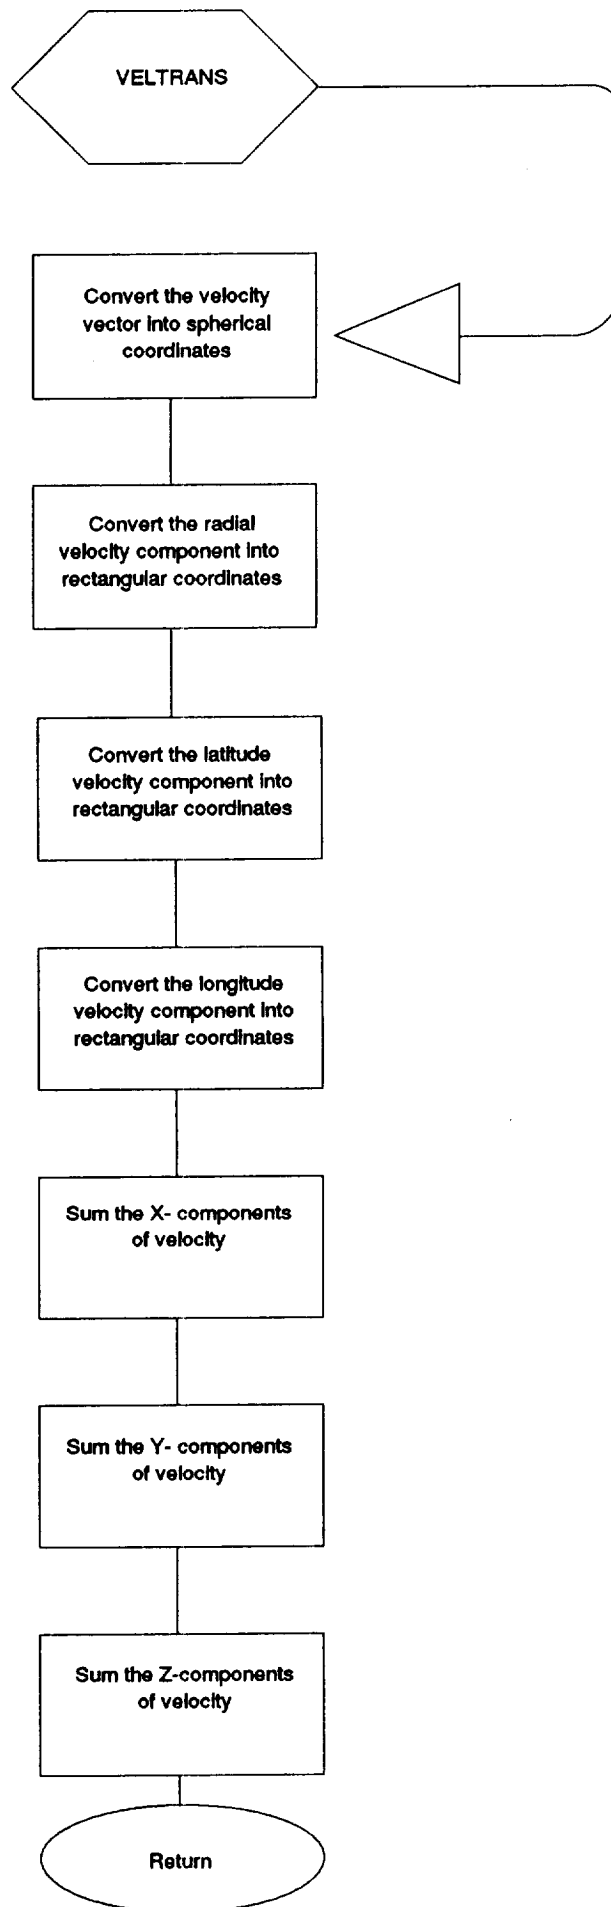 VELTRANS
Convert the velocity
vector into spherical
coordinates
Convert the radial
velocity component into
rectangular coordinates
Convert the latitude
velocity component into
rectangular coordinates
Convert the longitude
velocity component into
rectangular coordinates
Sum the X- components
of velocity
Sum the Y- components
of velocity
Sum the Z-components
of velocity
Return